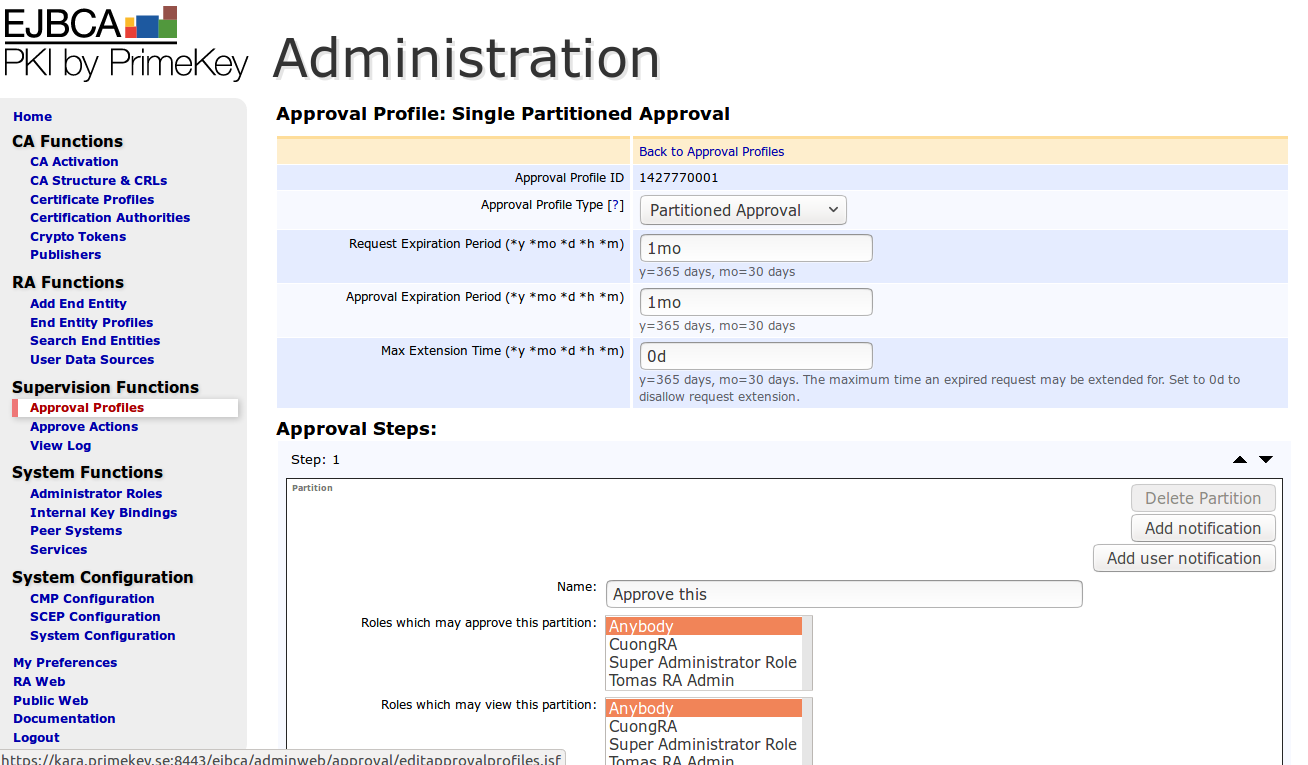 EJBCA
PKI by PrimeKey
Administration
Home
CA Functions
CA Activation
CA Structure & CRLs
Certificate Profiles
Certification Authorities
Crypto Tokens
Publishers
RA Functions
Add End Entity
End Entity Profiles
Search End Entities
User Data Sources
Supervision Functions
Approval Profiles
Approve Actions
View Log
System Functions
Administrator Roles
Internal Key Bindings
Peer Systems
Services
System Configuration
CMP Configuration
SCEP Configuration
System Configuration
My Preferences
RA Web
Public Web
Documentation
Logout
Approval Profile: Single Partitioned Approval
Back to Approval Profiles
Approval Profile ID 1427770001
Approval Profile Type [?] Partitioned Approval
Request Expiration Period (*y *mo *d *h *m) 1mo
y=365 days, mo=30 days
Approval Expiration Period (*y *mo *d *h *m) 1mo
y=365 days, mo=30 days
Max Extension Time (*y *mo *d *h *m) 0d
y=365 days, mo=30 days. The maximum time an expired request may be extended for. Set to 0d to
disallow request extension.
Approval Steps:
Step: 1
Partition
Delete Partition
Add notification
Add user notification
Name: Approve this
Roles which may approve this partition: Anybody
CuongRA
Super Administrator Role
Tomas RA Admin
Roles which may view this partition: Anybody
CuongRA
Super Administrator Role
Tomas RA Admin
https://kara.primekey.se:8443/ejbca/adminweb/approval/editapprovalprofiles.jsf